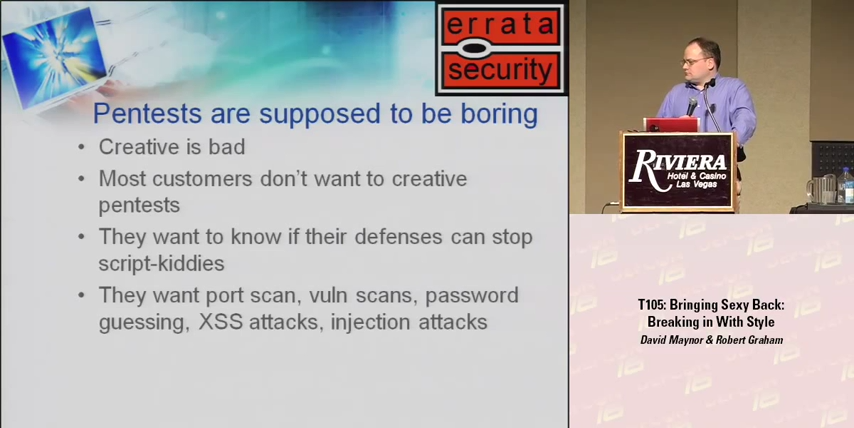 errata
security
Pentests are supposed to be boring
• Creative is bad
• Most customers don't want to creative
pentests
• They want to know if their defenses can stop
script-kiddies
• They want port scan, vuln scans, password
guessing, XSS attacks, injection attacks
RIVIERA
Hotel & Casino
Las Vegas
T105: Bringing Sexy Back:
Breaking in With Style
David Maynor & Robert Graham